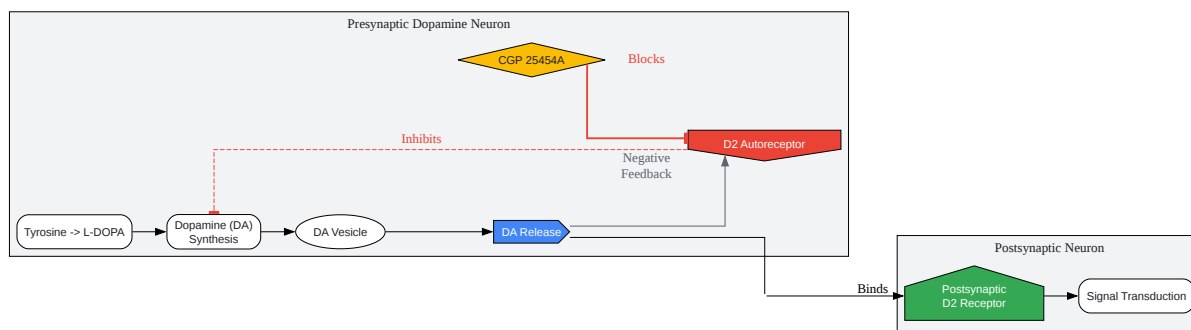 Presynaptic Dopamine Neuron
CGP 25454A
Blocks
Inhibits
D2 Autoreceptor
Negative
Feedback
Tyrosine -> L-DOPA
Dopamine (DA)
Synthesis
DA Vesicle
DA Release
Postsynaptic Neuron
Binds
Postsynaptic
D2 Receptor
Signal Transduction